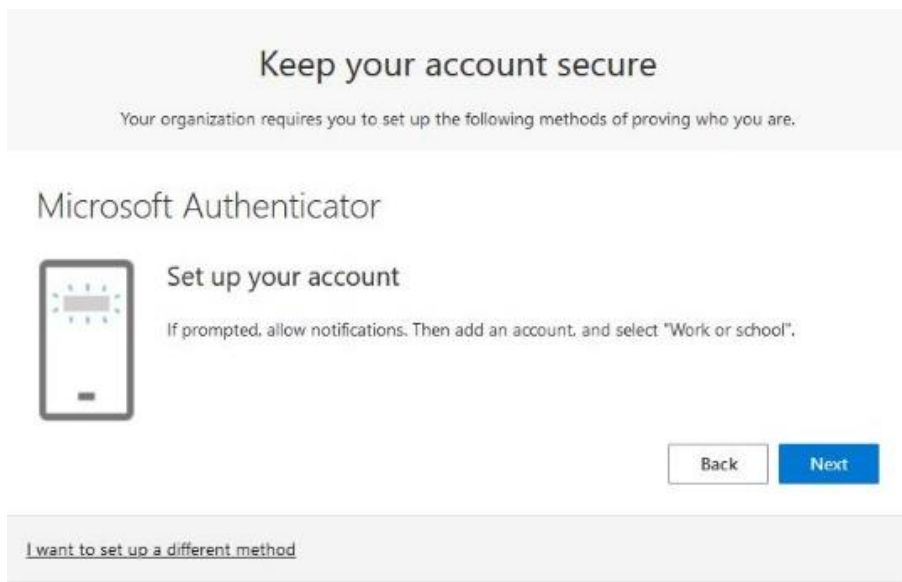 Keep your account secure
Your organization requires you to set up the following methods of proving who you are.
Microsoft Authenticator
Set up your account
If prompted, allow notifications. Then add an account, and select "Work or school".
Back
Next
I want to set up a different method